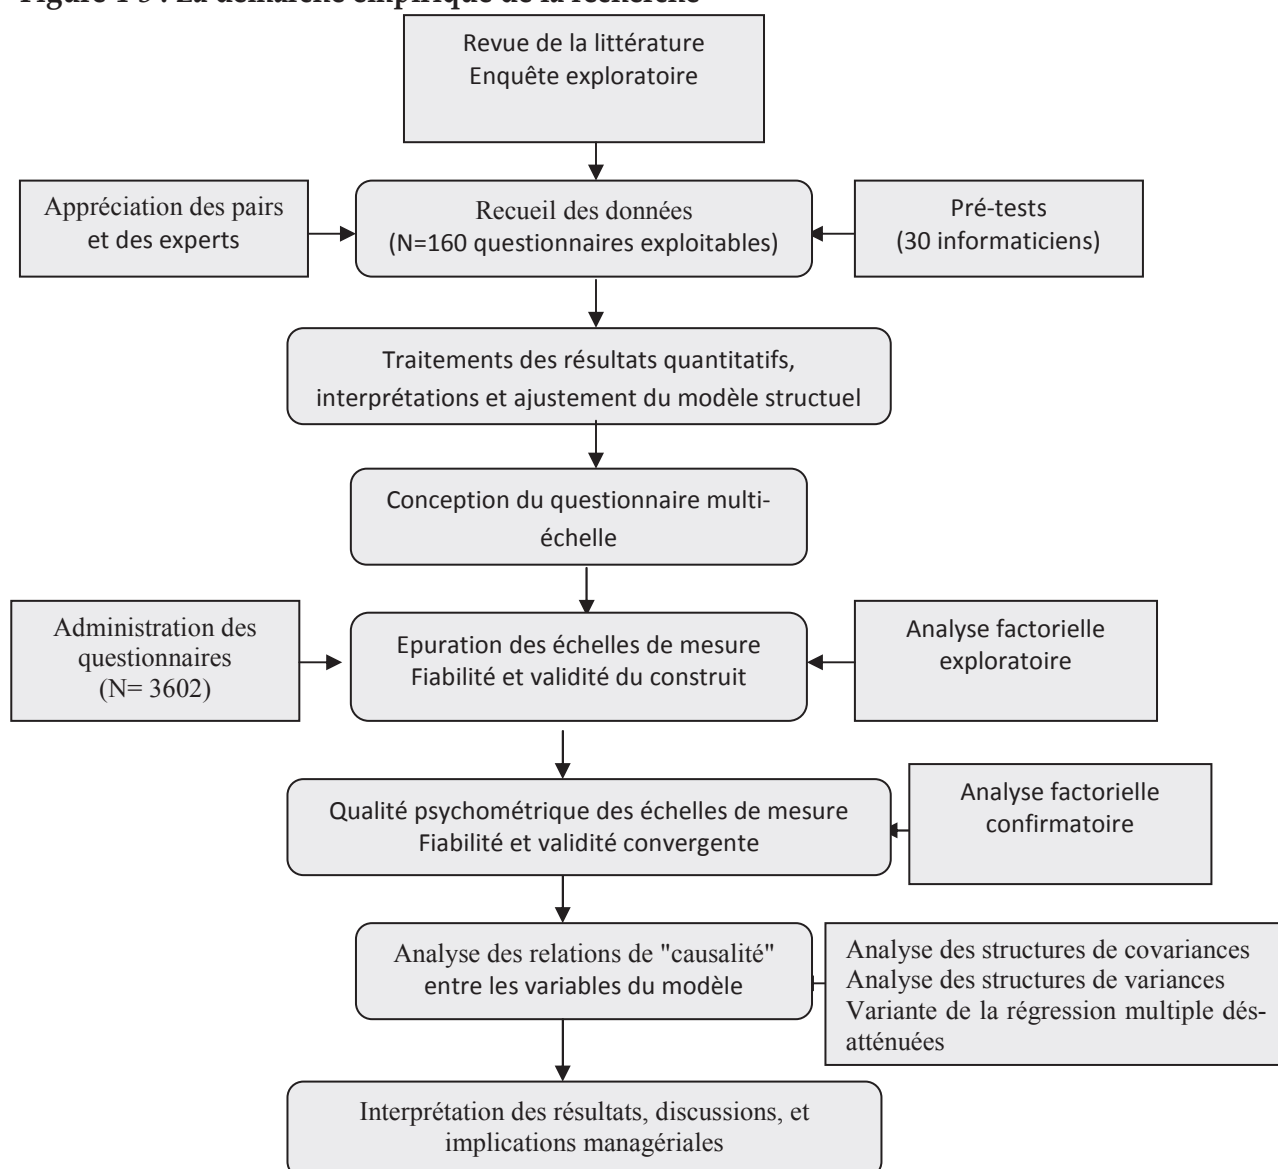 Figure I-3 : La démarche empirique de la recherche
Revue de la littérature
Enquête exploratoire
Appréciation des pairs
et des experts
Recueil des données
(N=160 questionnaires exploitables)
Pré-tests
(30 informaticiens)
Traitements des résultats quantitatifs,
interprétations et ajustement du modèle structuel
Conception du questionnaire multi-
échelle
Administration des
questionnaires
(N= 3602)
Epuration des échelles de mesure
Fiabilité et validité du construit
Analyse factorielle
exploratoire
Qualité psychométrique des échelles de mesure
Fiabilité et validité convergente
Analyse factorielle
confirmatoire
Analyse des relations de "causalité"
entre les variables du modèle
Analyse des structures de covariances
Analyse des structures de variances
Variante de la régression multiple dés-
atténuées
Interprétation des résultats, discussions, et
implications managériales